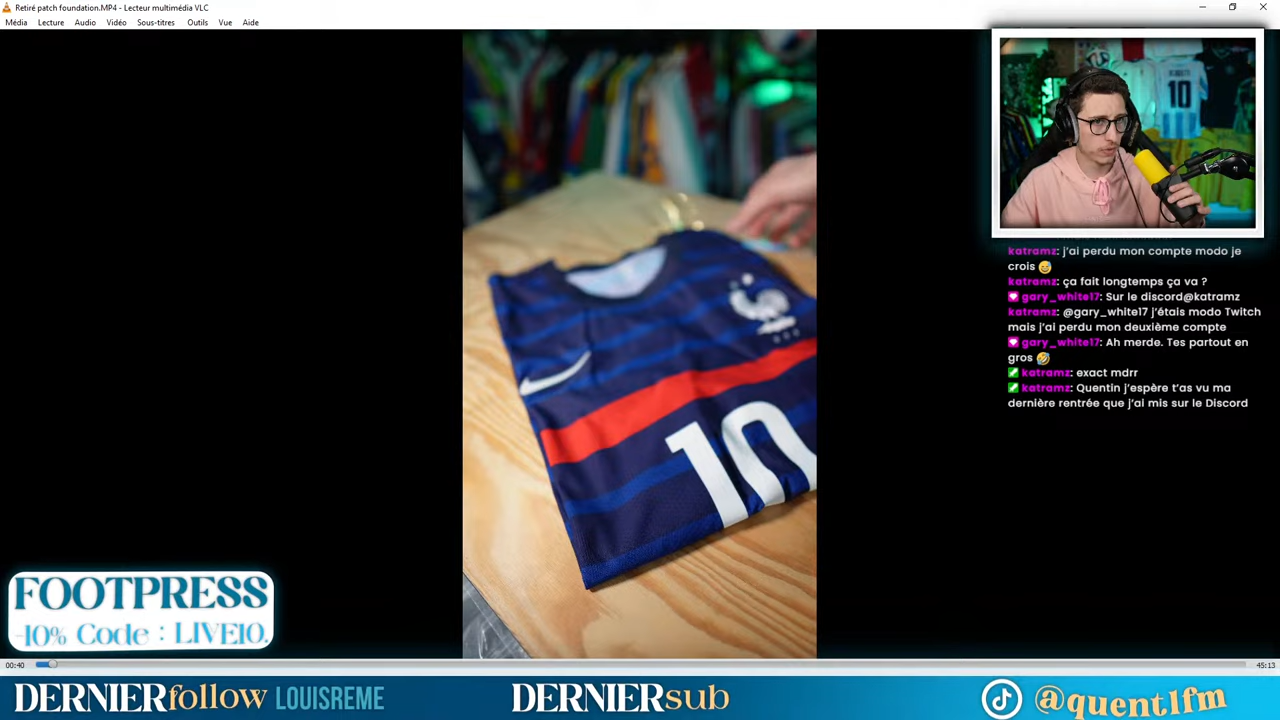 Retiré patch foundation.MP4 - Lecteur multimédia VLC
Média Lecture Audio Vidéo Sous-titres Outils Vue Aide
10
10
katramz: j'ai perdu mon compte modo je
crois 😅
katramz: ça fait longtemps ça va ?
gary_white17: Sur le discord@katramz
katramz: @gary_white17 j'étais modo Twitch
mais j'ai perdu mon deuxième compte
gary_white17: Ah merde. Tes partout en
gros 🤣
katramz: exact mdrr
katramz: Quentin j'espère t'as vu ma
dernière rentrée que j'ai mis sur le Discord
FOOTPRESS
-10% Code : LIVE10.
00:40
45:13
DERNIERfollow LOUISREME
DERNIERsub
@quent1fm